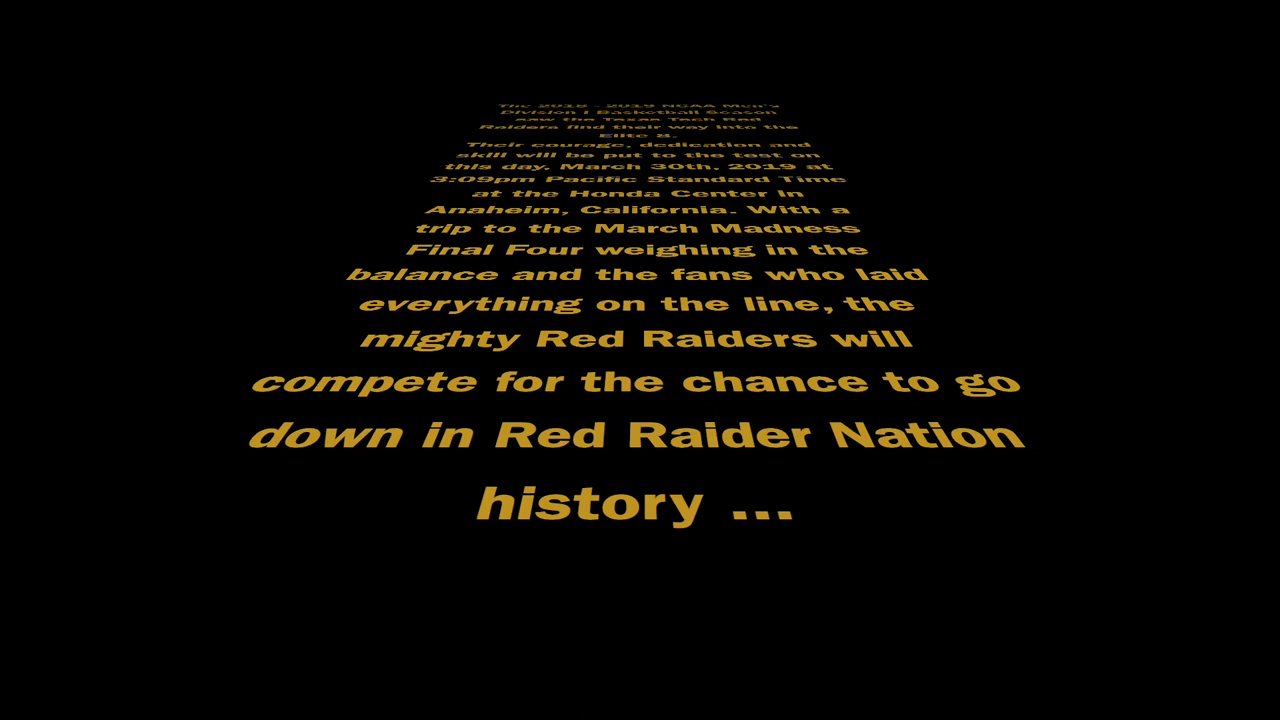 The 2018 - 2019 NCAA Men's
Division I Basketball Season
saw the Texas Tech Red
Raiders find their way into the
Elite 8.
Their courage, dedication and
skill will be put to the test on
this day. March 30th, 2019 at
3:09pm Pacific Standard Time
at the Honda Center in
Anaheim, California. With a
trip to the March Madness
Final Four weighing in the
balance and the fans who laid
everything on the line, the
mighty Red Raiders will
compete for the chance to go
down in Red Raider Nation
history ...